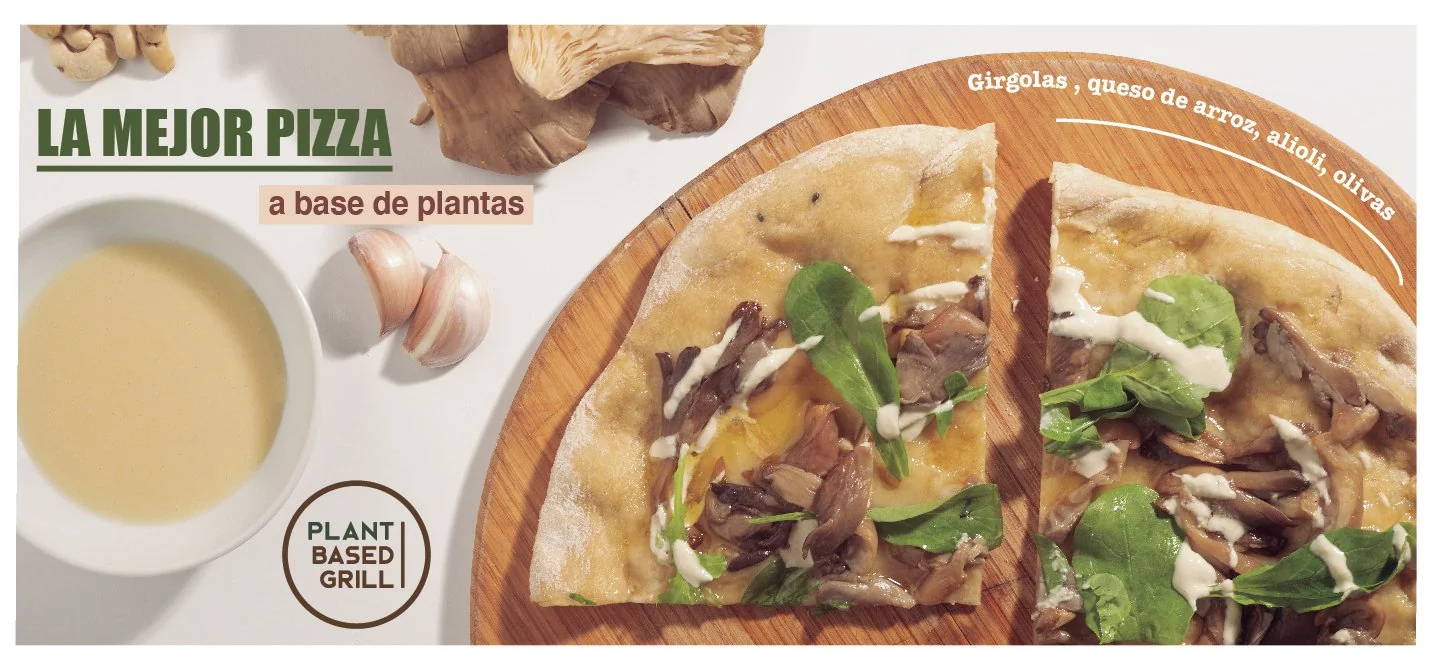 LA MEJOR PIZZA
a base de plantas
Girgolas , queso de arroz, alioli, olivas
PLANT
BASED
GRILL